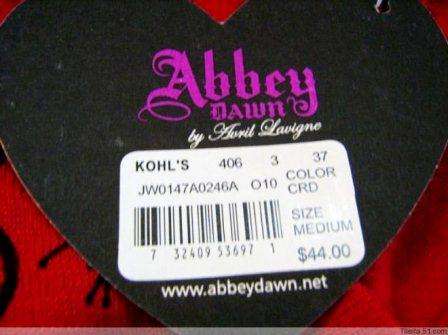 Abbey
DAWN
by Avril Lavigne
KOHL'S 406 3 37
JW0147A0246A O10 COLOR
CRD
SIZE
MEDIUM
7 32409 53697 1 $44.00
www.abbeydawn.net